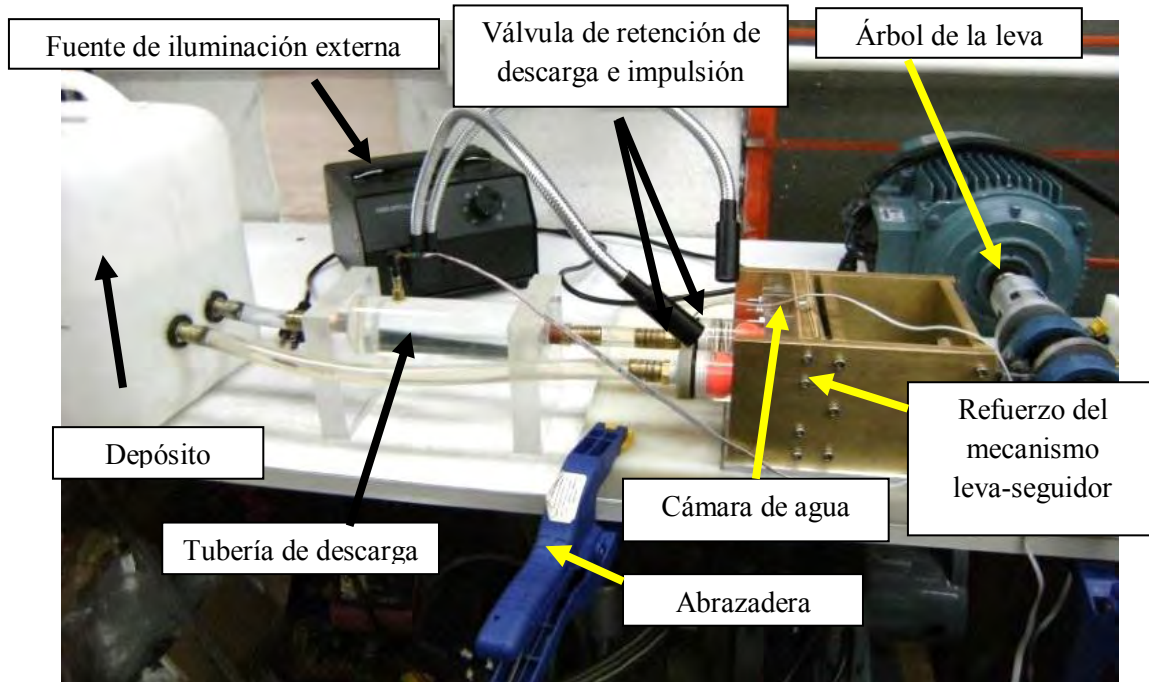 Fuente de iluminación externa
Válvula de retención de
descarga e impulsión
Árbol de la leva
Depósito
Tubería de descarga
Cámara de agua
Abrazadera
Refuerzo del
mecanismo
leva-seguidor